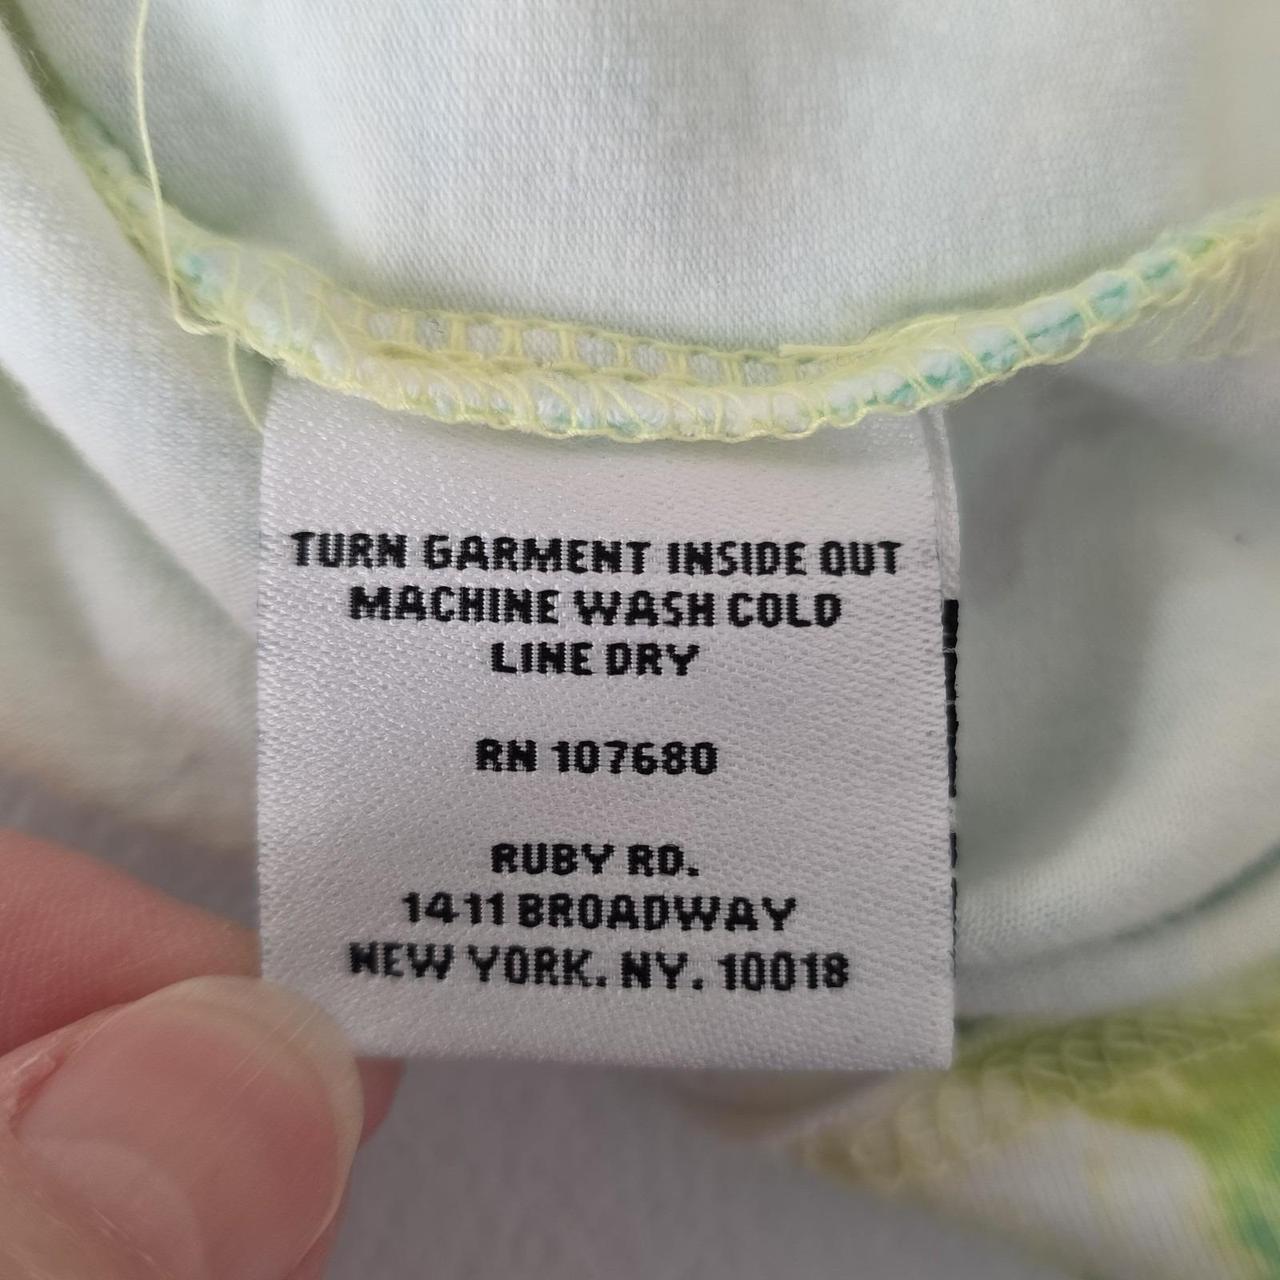 TURN GARMENT INSIDE OUT
MACHINE WASH COLD
LINE DRY
RN 107680
RUBY RD.
1411 BROADWAY
NEW YORK. NY. 10018